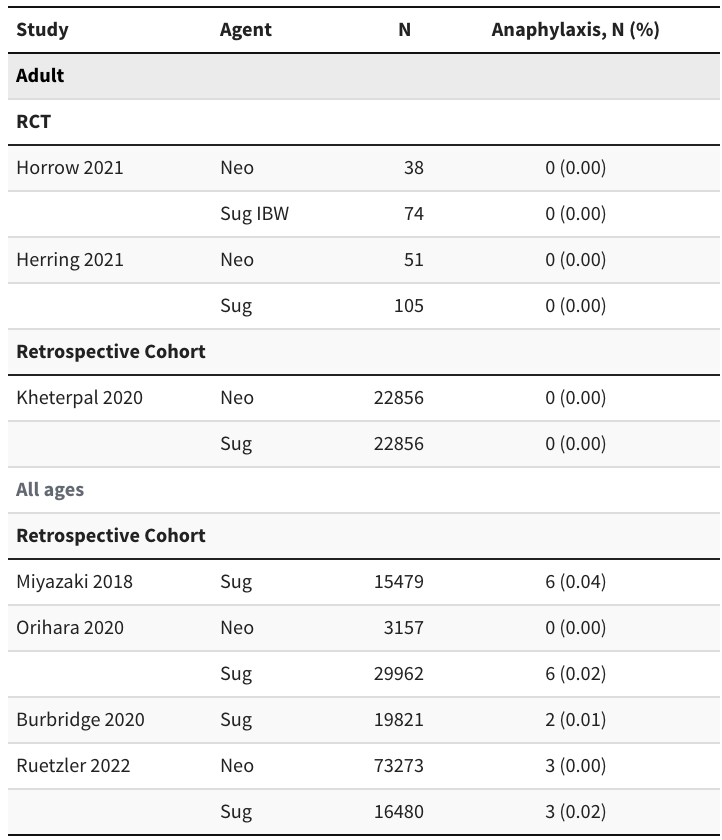 Study Agent N Anaphylaxis, N (%)
Adult
RCT
Horrow 2021 Neo 38 0 (0.00)
Sug IBW 74 0 (0.00)
Herring 2021 Neo 51 0 (0.00)
Sug 105 0 (0.00)
Retrospective Cohort
Kheterpal 2020 Neo 22856 0 (0.00)
Sug 22856 0 (0.00)
All ages
Retrospective Cohort
Miyazaki 2018 Sug 15479 6 (0.04)
Orihara 2020 Neo 3157 0 (0.00)
Sug 29962 6 (0.02)
Burbridge 2020 Sug 19821 2 (0.01)
Ruetzler 2022 Neo 73273 3 (0.00)
Sug 16480 3 (0.02)